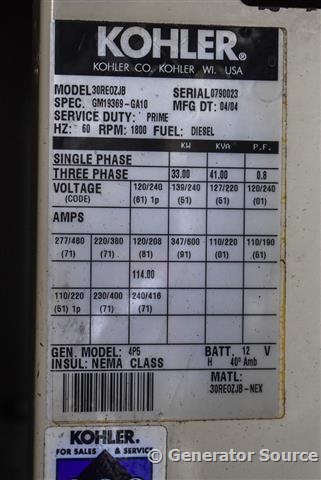 KOHLER®
KOHLER CO. KOHLER WI. USA
MODEL 30REOZJB SERIAL 0790023
SPEC. GM19369-GA10 MFG DT: 04/04
SERVICE DUTY: PRIME
HZ: 60 RPM: 1800 FUEL: DIESEL
KW KVA P.F.
SINGLE PHASE
THREE PHASE 33.00 41.00 0.8
VOLTAGE 120/240 139/240 127/220 120/240
(CODE) (61) 1p (61) (61) (01)
AMPS
277/480 220/380 120/208 347/600 110/220 110/190
(71) (71) (81) (91) (01) (61)
114.00
110/220 230/400 240/416
(61) 1p (71) (71)
GEN. MODEL: 4P5 BATT. 12 V
INSUL: NEMA CLASS H 40° Amb
MATL:
30REOZJB-NEX
KOHLER.
FOR SALES & SERVICE
© Generator Source